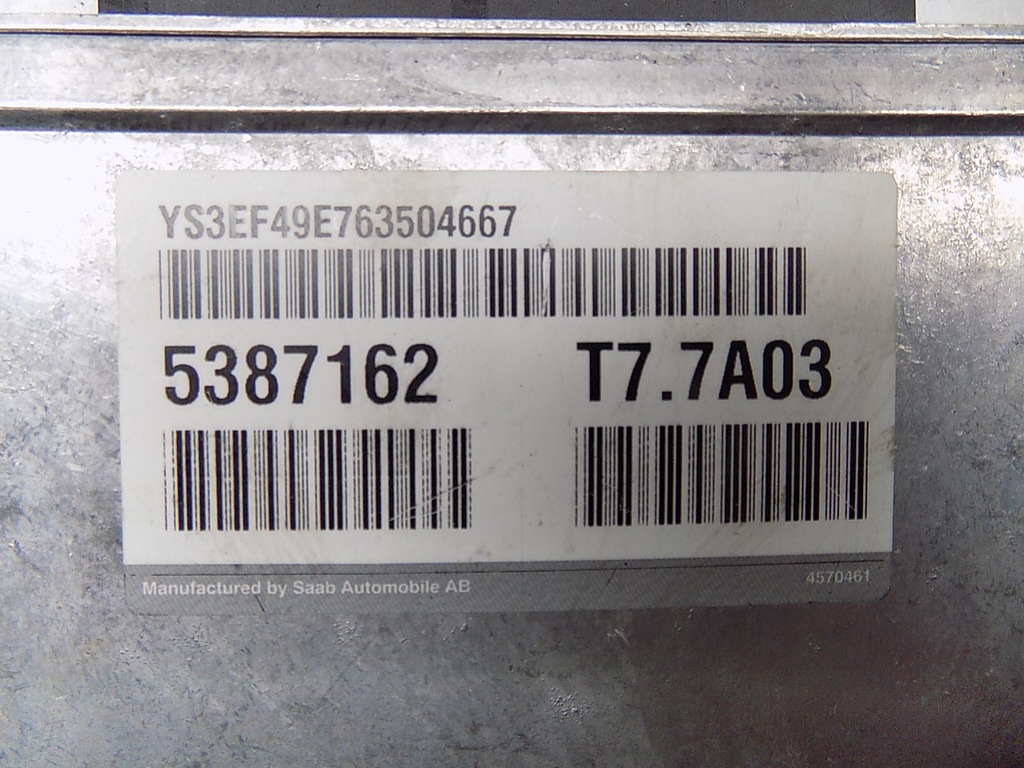 YS3EF49E763504667
5387162 T7.7A03
Manufactured by Saab Automobile AB 4570461